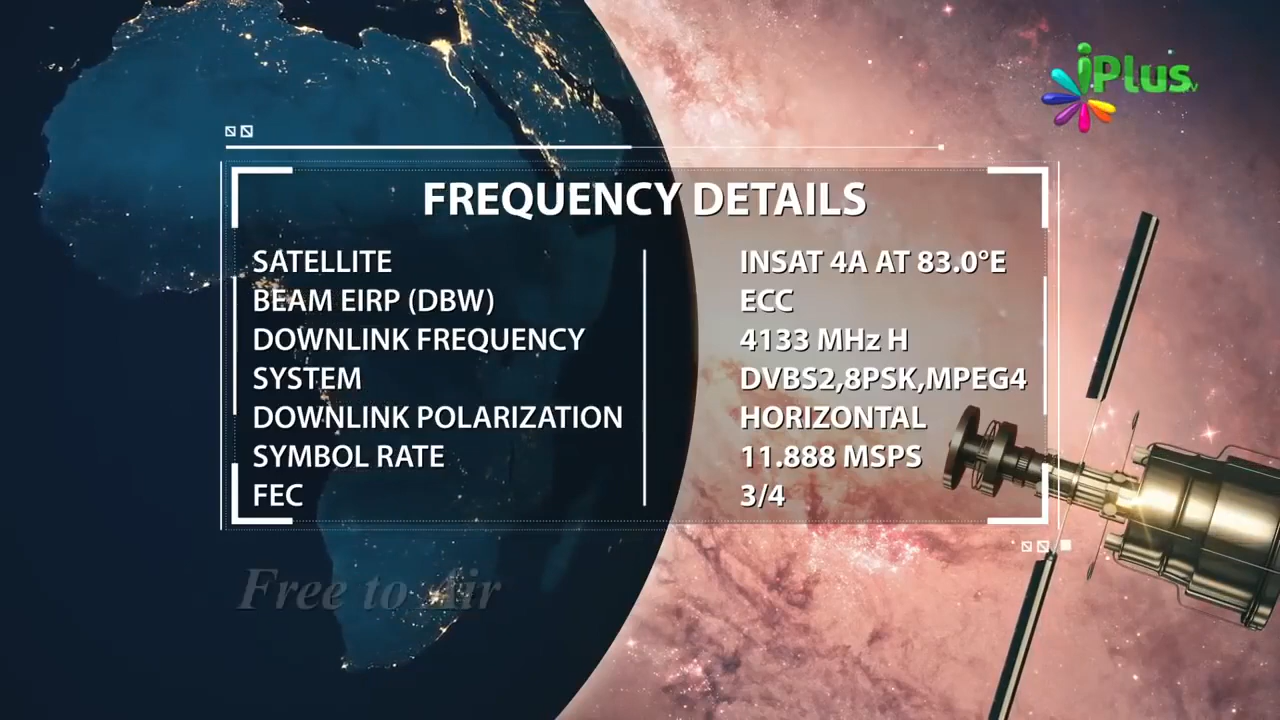 iPlus tv
FREQUENCY DETAILS
SATELLITE INSAT 4A AT 83.0°E
BEAM EIRP (DBW) ECC
DOWNLINK FREQUENCY 4133 MHz H
SYSTEM DVBS2,8PSK,MPEG4
DOWNLINK POLARIZATION HORIZONTAL
SYMBOL RATE 11.888 MSPS
FEC 3/4
Free to Air